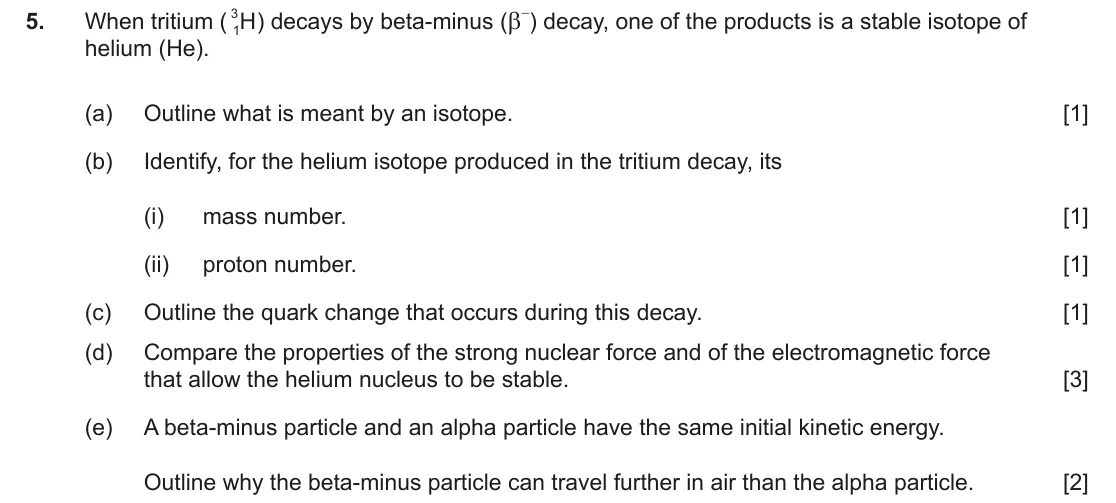 5. When tritium (³₁H) decays by beta-minus (β⁻) decay, one of the products is a stable isotope of
helium (He).
(a) Outline what is meant by an isotope. [1]
(b) Identify, for the helium isotope produced in the tritium decay, its
(i) mass number. [1]
(ii) proton number. [1]
(c) Outline the quark change that occurs during this decay. [1]
(d) Compare the properties of the strong nuclear force and of the electromagnetic force
that allow the helium nucleus to be stable. [3]
(e) A beta-minus particle and an alpha particle have the same initial kinetic energy.
Outline why the beta-minus particle can travel further in air than the alpha particle. [2]